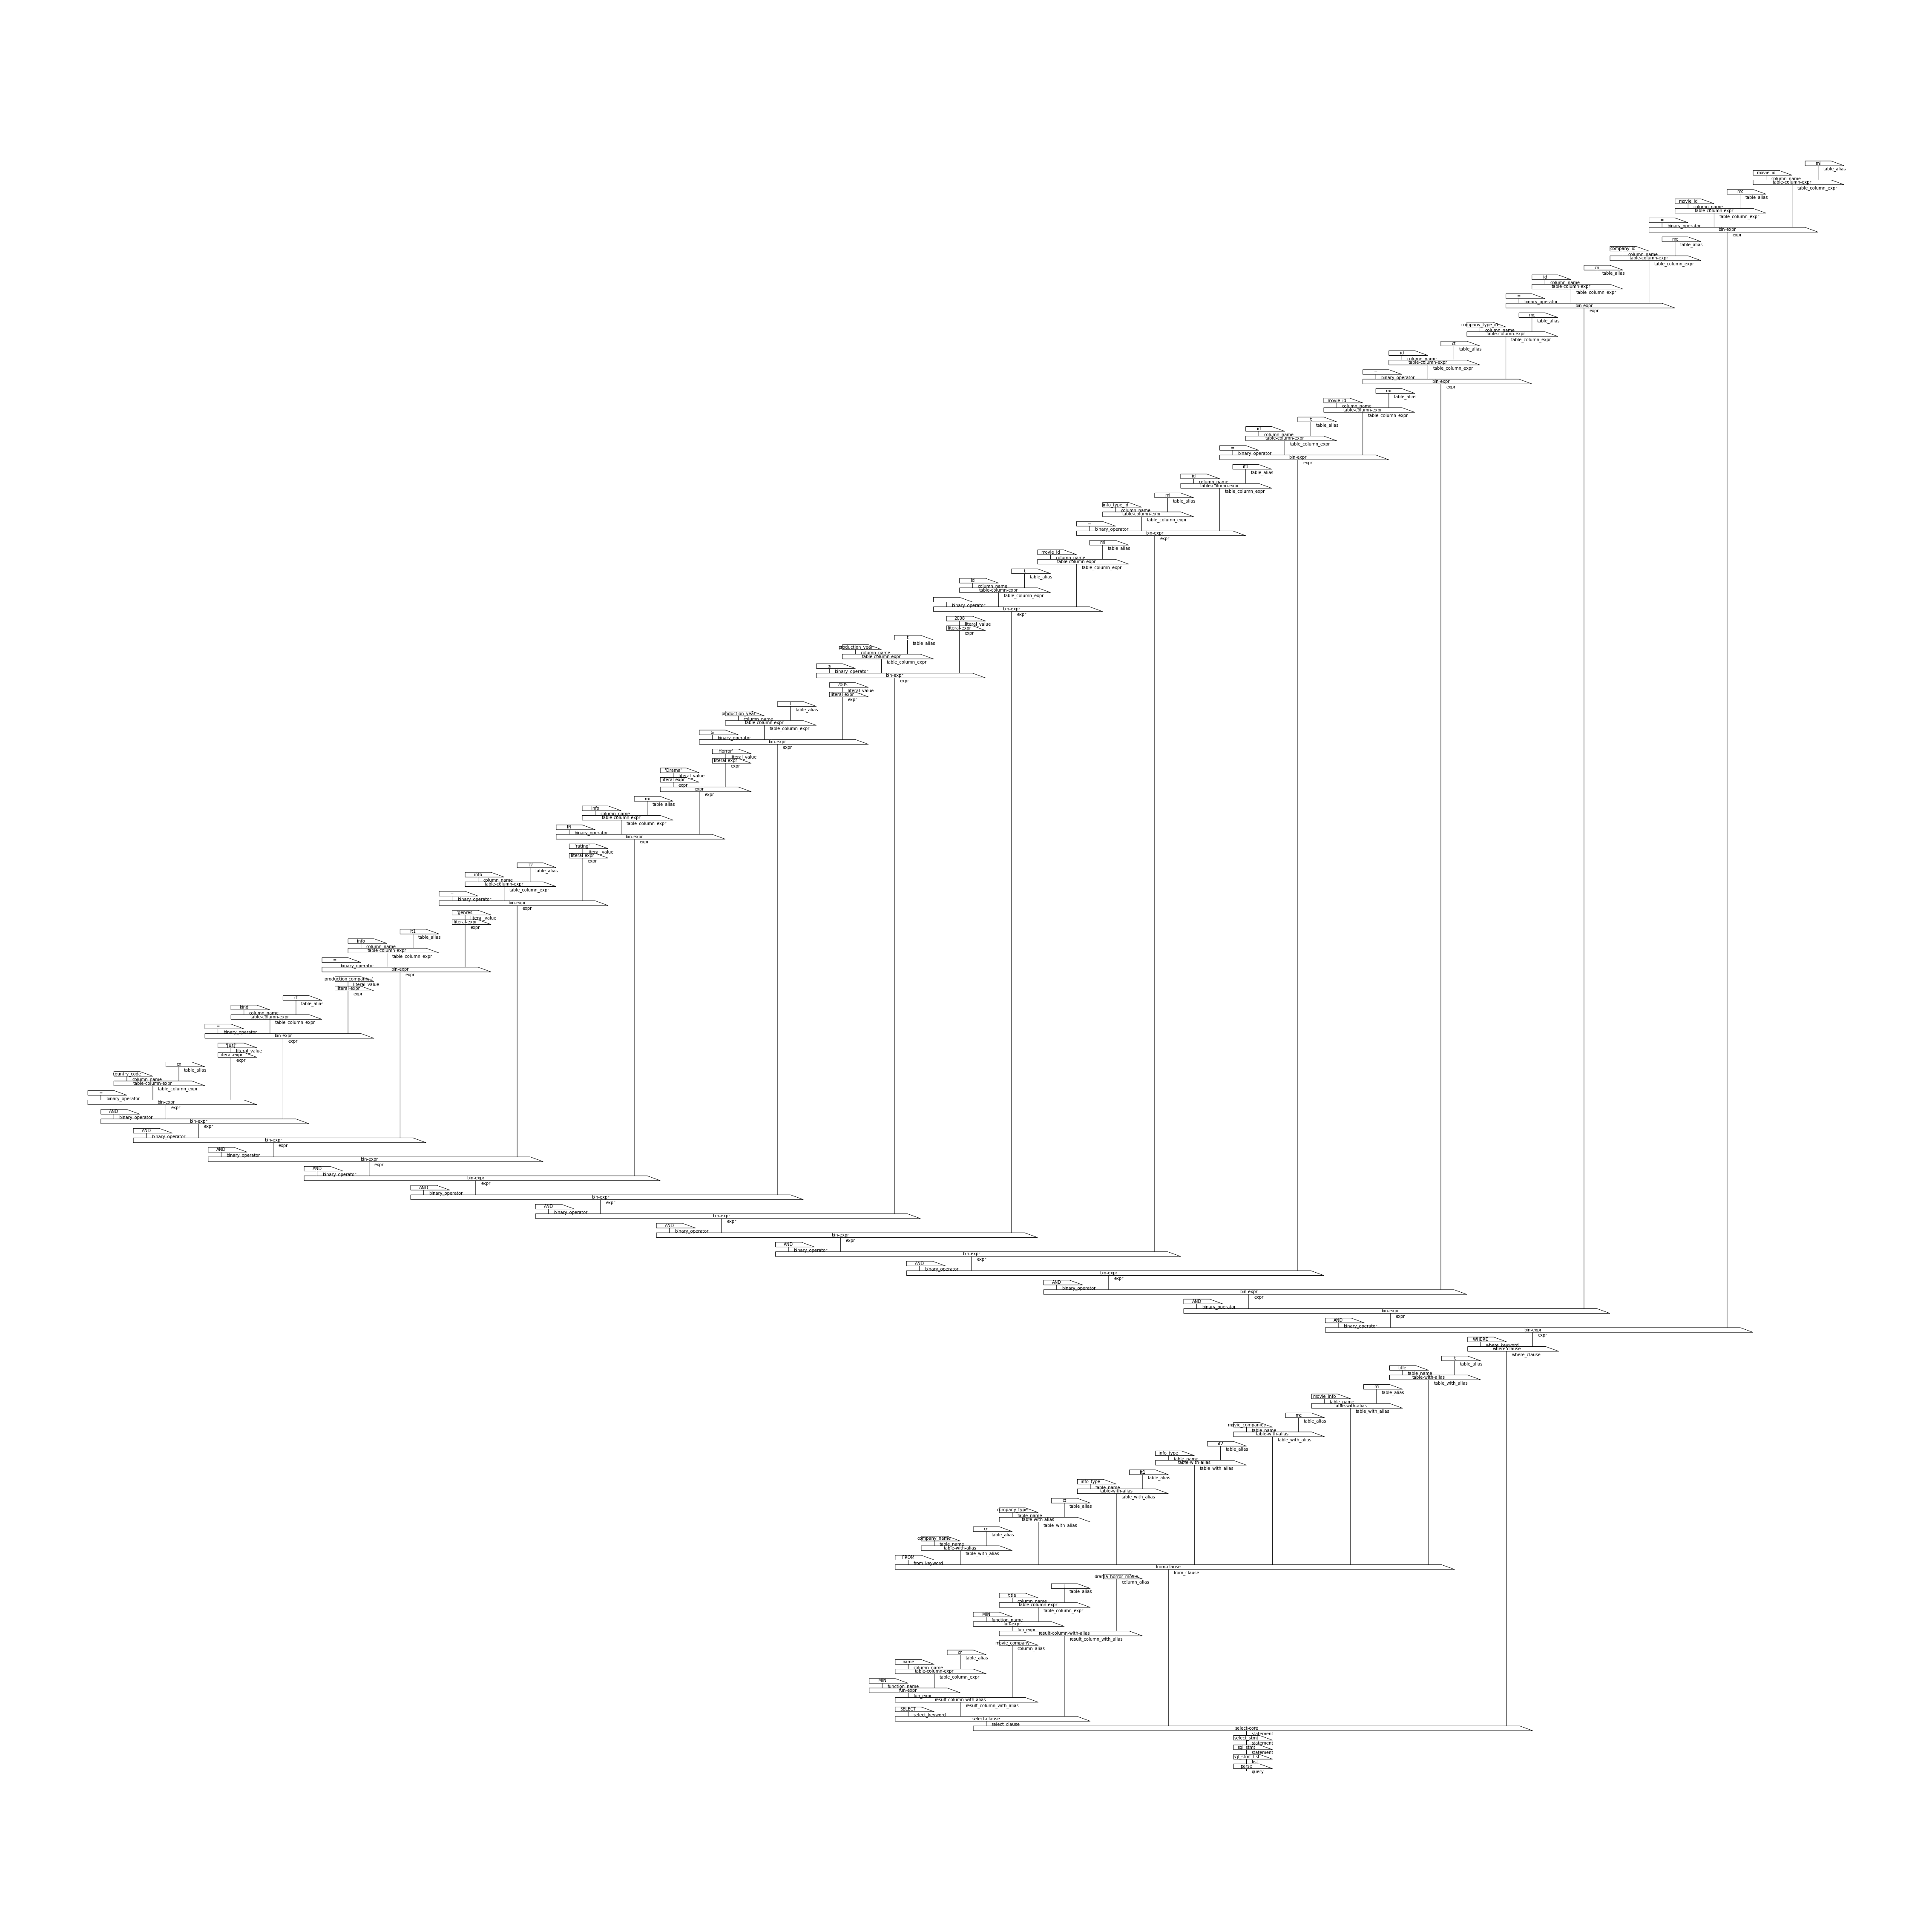 mi
table_alias
movie_id
column_name
table-column-expr
table_column_expr
mc
table_alias
movie_id
column_name
table-column-expr
table_column_expr
=
binary_operator
bin-expr
expr
mc
table_alias
company_id
column_name
table-column-expr
table_column_expr
cn
table_alias
id
column_name
table-column-expr
table_column_expr
=
binary_operator
bin-expr
expr
mc
table_alias
company_type_id
column_name
table-column-expr
table_column_expr
ct
table_alias
id
column_name
table-column-expr
table_column_expr
=
binary_operator
bin-expr
expr
mc
table_alias
movie_id
column_name
table-column-expr
table_column_expr
t
table_alias
id
column_name
table-column-expr
table_column_expr
=
binary_operator
bin-expr
expr
it1
table_alias
id
column_name
table-column-expr
table_column_expr
mi
table_alias
info_type_id
column_name
table-column-expr
table_column_expr
=
binary_operator
bin-expr
expr
mi
table_alias
movie_id
column_name
table-column-expr
table_column_expr
t
table_alias
id
column_name
table-column-expr
table_column_expr
=
binary_operator
bin-expr
expr
2008
literal_value
literal-expr
expr
t
table_alias
production_year
column_name
table-column-expr
table_column_expr
binary_operator
bin-expr
expr
2005
literal_value
literal-expr
expr
t
table_alias
production_year
column_name
table-column-expr
table_column_expr
binary_operator
bin-expr
expr
'Horror'
literal_value
literal-expr
expr
'Drama'
literal_value
literal-expr
expr
expr
expr
mi
table_alias
info
column_name
table-column-expr
table_column_expr
IN
binary_operator
bin-expr
expr
'rating'
literal_value
literal-expr
expr
it2
table_alias
info
column_name
table-column-expr
table_column_expr
=
binary_operator
bin-expr
expr
'genres'
literal_value
literal-expr
expr
it1
table_alias
info
column_name
table-column-expr
table_column_expr
=
binary_operator
bin-expr
expr
'production companies'
literal_value
literal-expr
expr
ct
table_alias
kind
column_name
table-column-expr
table_column_expr
=
binary_operator
bin-expr
expr
'[us]'
literal_value
literal-expr
expr
cn
table_alias
country_code
column_name
table-column-expr
table_column_expr
=
binary_operator
bin-expr
expr
AND
binary_operator
bin-expr
expr
AND
binary_operator
bin-expr
expr
AND
binary_operator
bin-expr
expr
AND
binary_operator
bin-expr
expr
AND
binary_operator
bin-expr
expr
AND
binary_operator
bin-expr
expr
AND
binary_operator
bin-expr
expr
AND
binary_operator
bin-expr
expr
AND
binary_operator
bin-expr
expr
AND
binary_operator
bin-expr
expr
AND
binary_operator
bin-expr
expr
AND
binary_operator
bin-expr
expr
WHERE
where_keyword
where-clause
where_clause
t
table_alias
title
table_name
table-with-alias
table_with_alias
mi
table_alias
movie_info
table_name
table-with-alias
table_with_alias
mc
table_alias
movie_companies
table_name
table-with-alias
table_with_alias
it2
table_alias
info_type
table_name
table-with-alias
table_with_alias
it1
table_alias
info_type
table_name
table-with-alias
table_with_alias
ct
table_alias
company_type
table_name
table-with-alias
table_with_alias
cn
table_alias
company_name
table_name
table-with-alias
table_with_alias
FROM
from_keyword
from-clause
from_clause
drama_horror_movie
column_alias
t
table_alias
title
column_name
table-column-expr
table_column_expr
MIN
function_name
fun-expr
fun_expr
result-column-with-alias
result_column_with_alias
movie_company
column_alias
cn
table_alias
name
column_name
table-column-expr
table_column_expr
MIN
function_name
fun-expr
fun_expr
result-column-with-alias
result_column_with_alias
SELECT
select_keyword
select-clause
select_clause
select-core
statement
select_stmt
statement
sql_stmt
statement
sql_stmt_list
list
parse
query